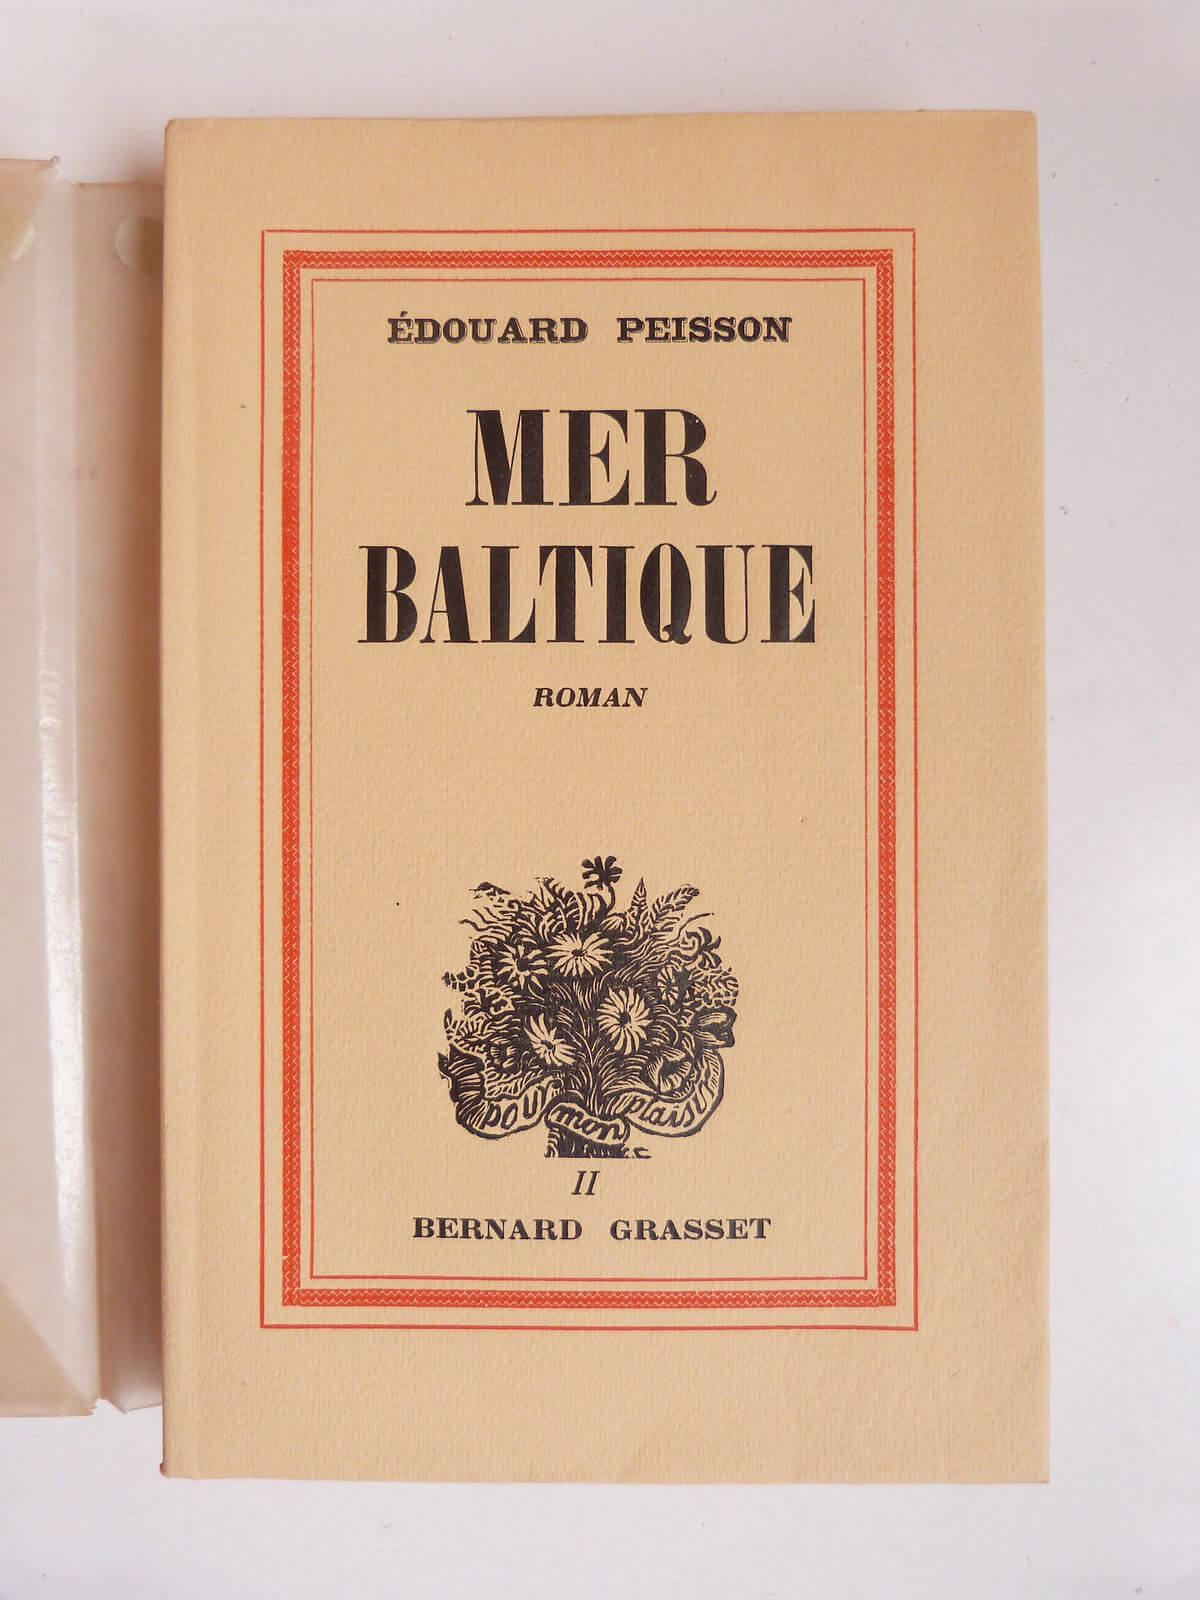 ÉDOUARD PEISSON
MER
BALTIQUE
ROMAN
pour mon plaisir
II
BERNARD GRASSET